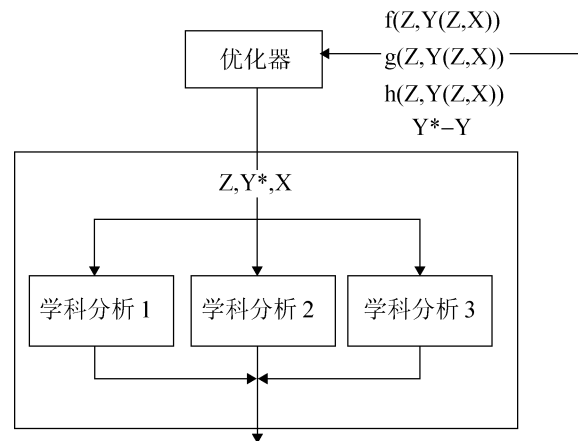 优化器
f(Z,Y(Z,X))
g(Z,Y(Z,X))
h(Z,Y(Z,X))
Y*−Y
Z,Y*,X
学科分析 1
学科分析 2
学科分析 3